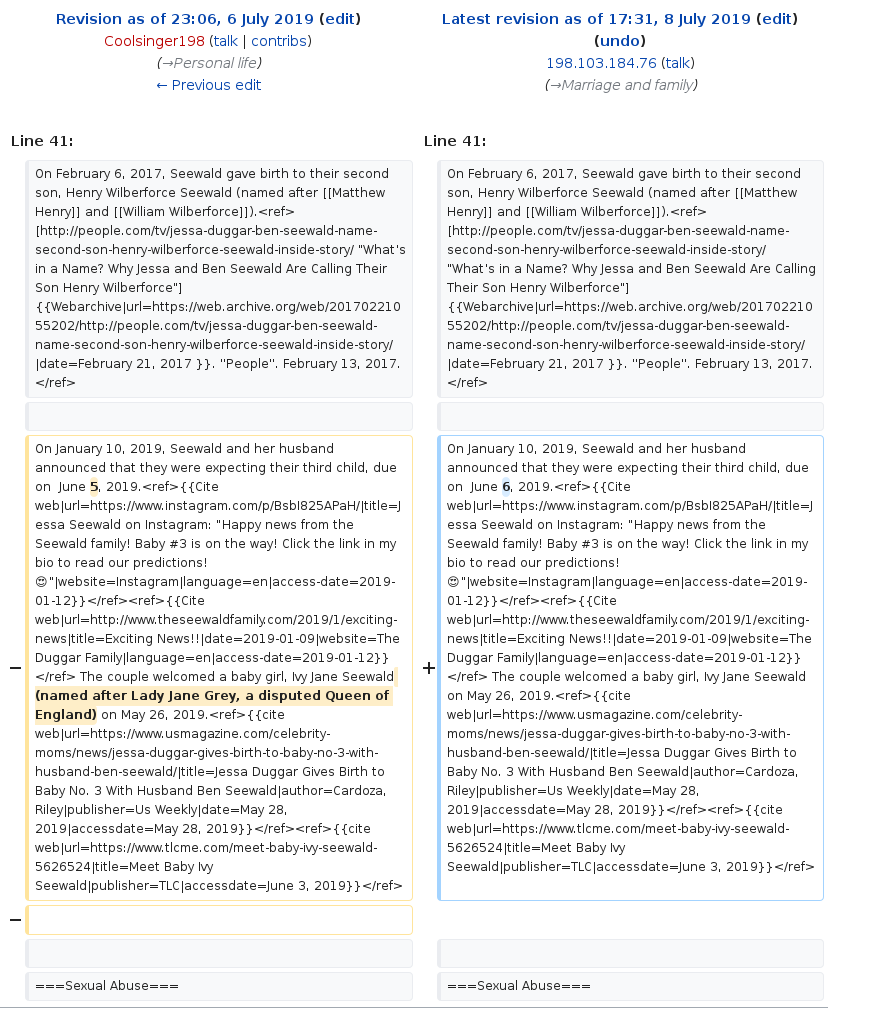 Revision as of 23:06, 6 July 2019 (edit)
Coolsinger198 (talk | contribs)
(→Personal life)
← Previous edit
Latest revision as of 17:31, 8 July 2019 (edit)
(undo)
198.103.184.76 (talk)
(→Marriage and family)
Line 41:
On February 6, 2017, Seewald gave birth to their second
son, Henry Wilberforce Seewald (named after [[Matthew
Henry]] and [[William Wilberforce]]).<ref>
[http://people.com/tv/jessa-duggar-ben-seewald-name-
second-son-henry-wilberforce-seewald-inside-story/ "What's
in a Name? Why Jessa and Ben Seewald Are Calling Their
Son Henry Wilberforce"]
{{Webarchive|url=https://web.archive.org/web/201702210
55202/http://people.com/tv/jessa-duggar-ben-seewald-
name-second-son-henry-wilberforce-seewald-inside-story/
|date=February 21, 2017 }}. ''People''. February 13, 2017.
</ref>
− On January 10, 2019, Seewald and her husband
announced that they were expecting their third child, due
on  June 5, 2019.<ref>{{Cite
web|url=https://www.instagram.com/p/BsbI825APaH/|title=J
essa Seewald on Instagram: "Happy news from the
Seewald family! Baby #3 is on the way! Click the link in my
bio to read our predictions!
😍"|website=Instagram|language=en|access-date=2019-
01-12}}</ref><ref>{{Cite
web|url=http://www.theseewaldfamily.com/2019/1/exciting-
news|title=Exciting News!!|date=2019-01-09|website=The
Duggar Family|language=en|access-date=2019-01-12}}
</ref> The couple welcomed a baby girl, Ivy Jane Seewald
(named after Lady Jane Grey, a disputed Queen of
England) on May 26, 2019.<ref>{{cite
web|url=https://www.usmagazine.com/celebrity-
moms/news/jessa-duggar-gives-birth-to-baby-no-3-with-
husband-ben-seewald/|title=Jessa Duggar Gives Birth to
Baby No. 3 With Husband Ben Seewald|author=Cardoza,
Riley|publisher=Us Weekly|date=May 28,
2019|accessdate=May 28, 2019}}</ref><ref>{{cite
web|url=https://www.tlcme.com/meet-baby-ivy-seewald-
5626524|title=Meet Baby Ivy
Seewald|publisher=TLC|accessdate=June 3, 2019}}</ref>
−
===Sexual Abuse===
Line 41:
On February 6, 2017, Seewald gave birth to their second
son, Henry Wilberforce Seewald (named after [[Matthew
Henry]] and [[William Wilberforce]]).<ref>
[http://people.com/tv/jessa-duggar-ben-seewald-name-
second-son-henry-wilberforce-seewald-inside-story/
"What's in a Name? Why Jessa and Ben Seewald Are Calling
Their Son Henry Wilberforce"]
{{Webarchive|url=https://web.archive.org/web/201702210
55202/http://people.com/tv/jessa-duggar-ben-seewald-
name-second-son-henry-wilberforce-seewald-inside-story/
|date=February 21, 2017 }}. ''People''. February 13, 2017.
</ref>
+ On January 10, 2019, Seewald and her husband
announced that they were expecting their third child, due
on  June 6, 2019.<ref>{{Cite
web|url=https://www.instagram.com/p/BsbI825APaH/|title=J
essa Seewald on Instagram: "Happy news from the
Seewald family! Baby #3 is on the way! Click the link in my
bio to read our predictions!
😍"|website=Instagram|language=en|access-date=2019-
01-12}}</ref><ref>{{Cite
web|url=http://www.theseewaldfamily.com/2019/1/exciting-
news|title=Exciting News!!|date=2019-01-09|website=The
Duggar Family|language=en|access-date=2019-01-12}}
</ref> The couple welcomed a baby girl, Ivy Jane Seewald
on May 26, 2019.<ref>{{cite
web|url=https://www.usmagazine.com/celebrity-
moms/news/jessa-duggar-gives-birth-to-baby-no-3-with-
husband-ben-seewald/|title=Jessa Duggar Gives Birth to
Baby No. 3 With Husband Ben Seewald|author=Cardoza,
Riley|publisher=Us Weekly|date=May 28,
2019|accessdate=May 28, 2019}}</ref><ref>{{cite
web|url=https://www.tlcme.com/meet-baby-ivy-seewald-
5626524|title=Meet Baby Ivy
Seewald|publisher=TLC|accessdate=June 3, 2019}}</ref>
===Sexual Abuse===